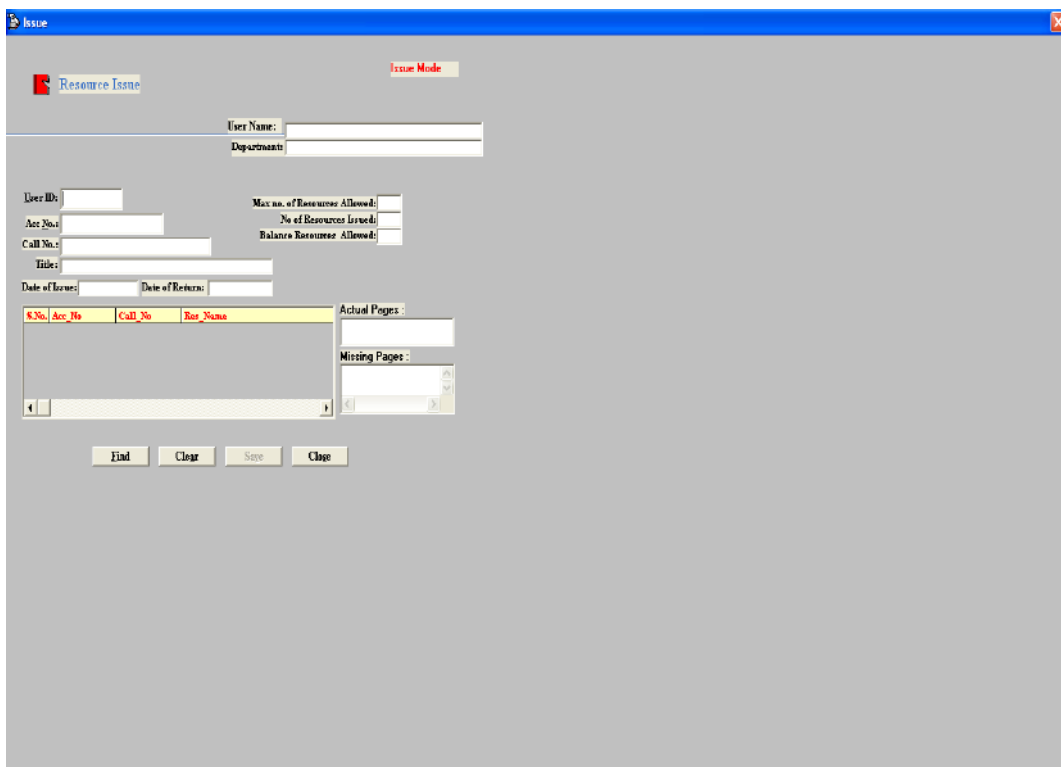 Issue
Issue Mode
Resource Issue
User Name:
Department:
User ID:
Max no. of Resources Allowed:
Acc No.:
No of Resources Issued:
Call No.:
Balance Resources Allowed:
Title:
Date of Issue: Date of Return:
S.No. Acc_No Call_No Res_Name
Actual Pages :
Missing Pages :
Find Clear Save Close